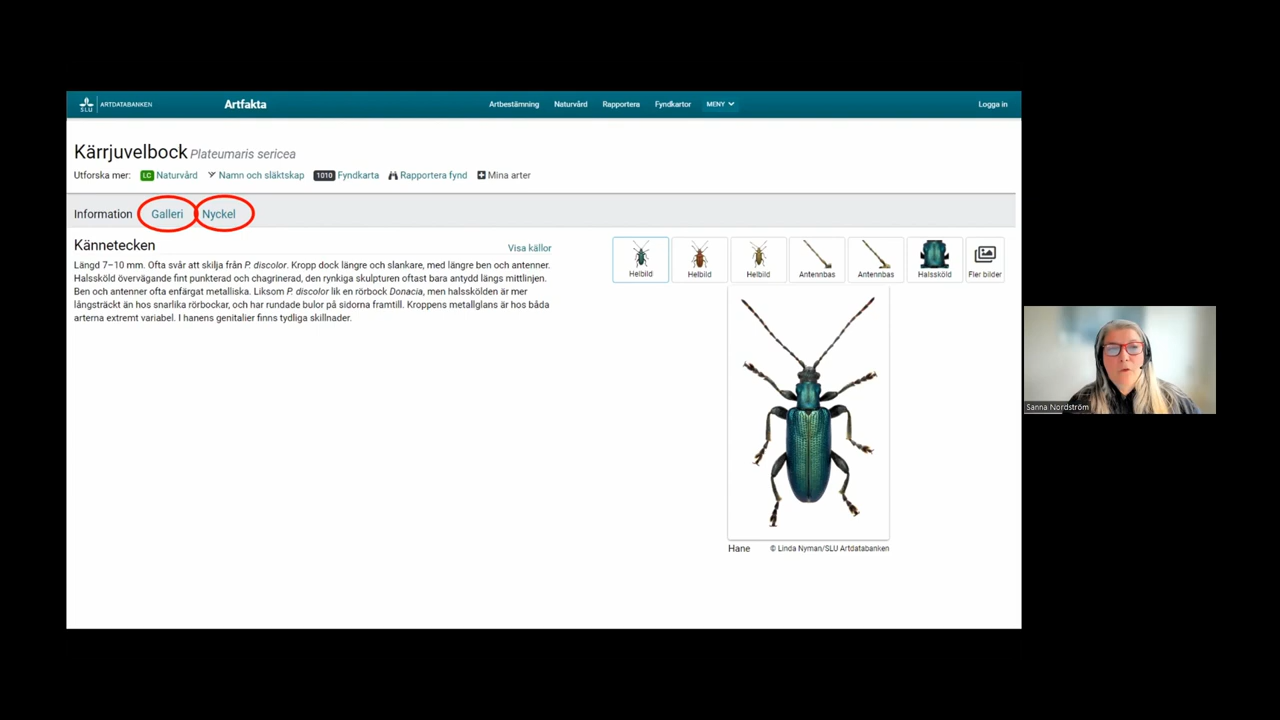 SLU ARTDATABANKEN
Artfakta
Artbestämning Naturvård Rapportera Fyndkartor MENY
Logga in
Kärrjuvelbock Plateumaris sericea
Utforska mer: LC Naturvård Namn och släktskap 1010 Fyndkarta Rapportera fynd Mina arter
Information Galleri Nyckel
Kännetecken
Visa källor
Längd 7–10 mm. Ofta svår att skilja från P. discolor. Kropp dock längre och slankare, med längre ben och antenner.
Halssköld övervägande fint punkterad och chagrinerad, den rynkiga skulpturen oftast bara antydd längs mittlinjen.
Ben och antenner ofta enfärgat metalliska. Liksom P. discolor lik en rörbock Donacia, men halsskölden är mer
långsträckt än hos snarlika rörbockar, och har rundade bulor på sidorna framtill. Kroppens metallglans är hos båda
arterna extremt variabel. I hanens genitalier finns tydliga skillnader.
Helbild Helbild Helbild Antennbas Antennbas Halssköld Fler bilder
Hane © Linda Nyman/SLU Artdatabanken
Sanna Nordström